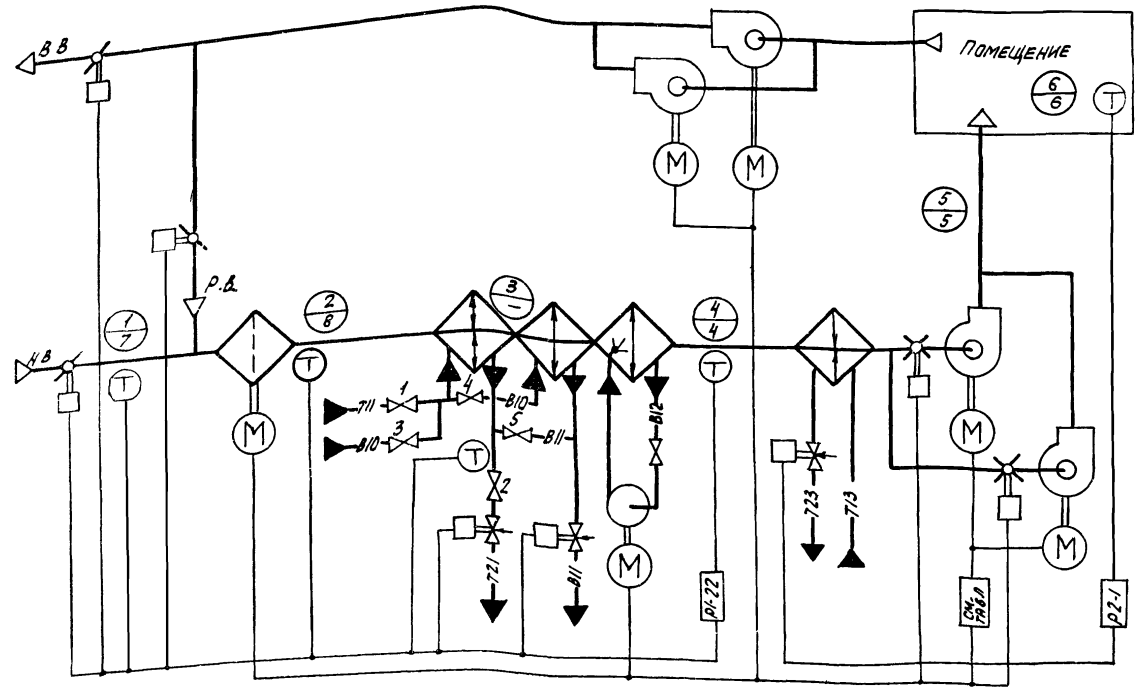 В В
ПОМЕЩЕНИЕ
6
6
Т
М
М
5
5
Р.В.
1
7
2
8
3
–
4
4
Н В
Т
Т
Т
Т11
1
4
В10
В10
3
5
В11
В12
М
Т
2
Т21
В11
М
Р1-22
Т23
Т13
М
М
СМ.
ТАБЛ
Р2-1